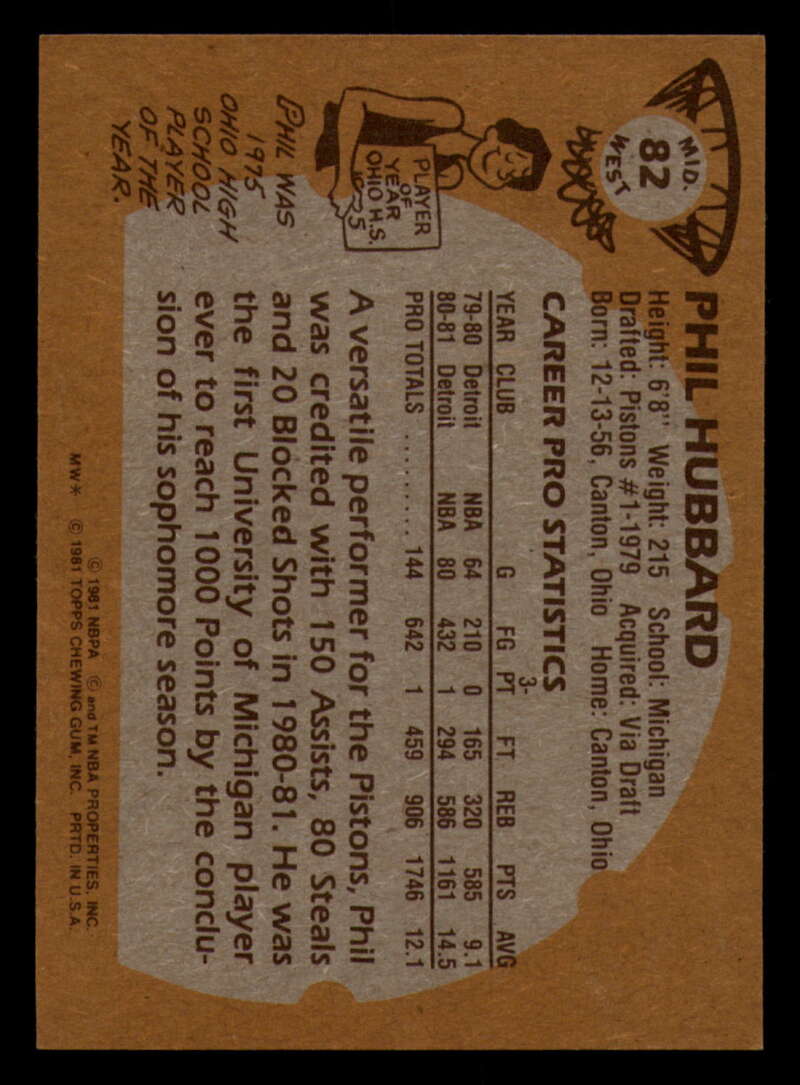 MID.
82
WEST
PHIL HUBBARD
Height: 6'8" Weight: 215 School: Michigan
Drafted: Pistons #1-1979 Acquired: Via Draft
Born: 12-13-56, Canton, Ohio Home: Canton, Ohio
CAREER PRO STATISTICS
YEAR CLUB G FG 3-PT FT REB PTS AVG
79-80 Detroit NBA 64 210 0 165 320 585 9.1
80-81 Detroit NBA 80 432 1 294 586 1161 14.5
PRO TOTALS .......... 144 642 1 459 906 1746 12.1
PLAYER
OF
YEAR
OHIO H.S.
1975
PHIL WAS
1975
OHIO HIGH
SCHOOL
PLAYER
OF THE
YEAR.
A versatile performer for the Pistons, Phil
was credited with 150 Assists, 80 Steals
and 20 Blocked Shots in 1980-81. He was
the first University of Michigan player
ever to reach 1000 Points by the conclu-
sion of his sophomore season.
© 1981 NBPA © and TM NBA PROPERTIES, INC.
MW* © 1981 TOPPS CHEWING GUM, INC. PRTD. IN U.S.A.